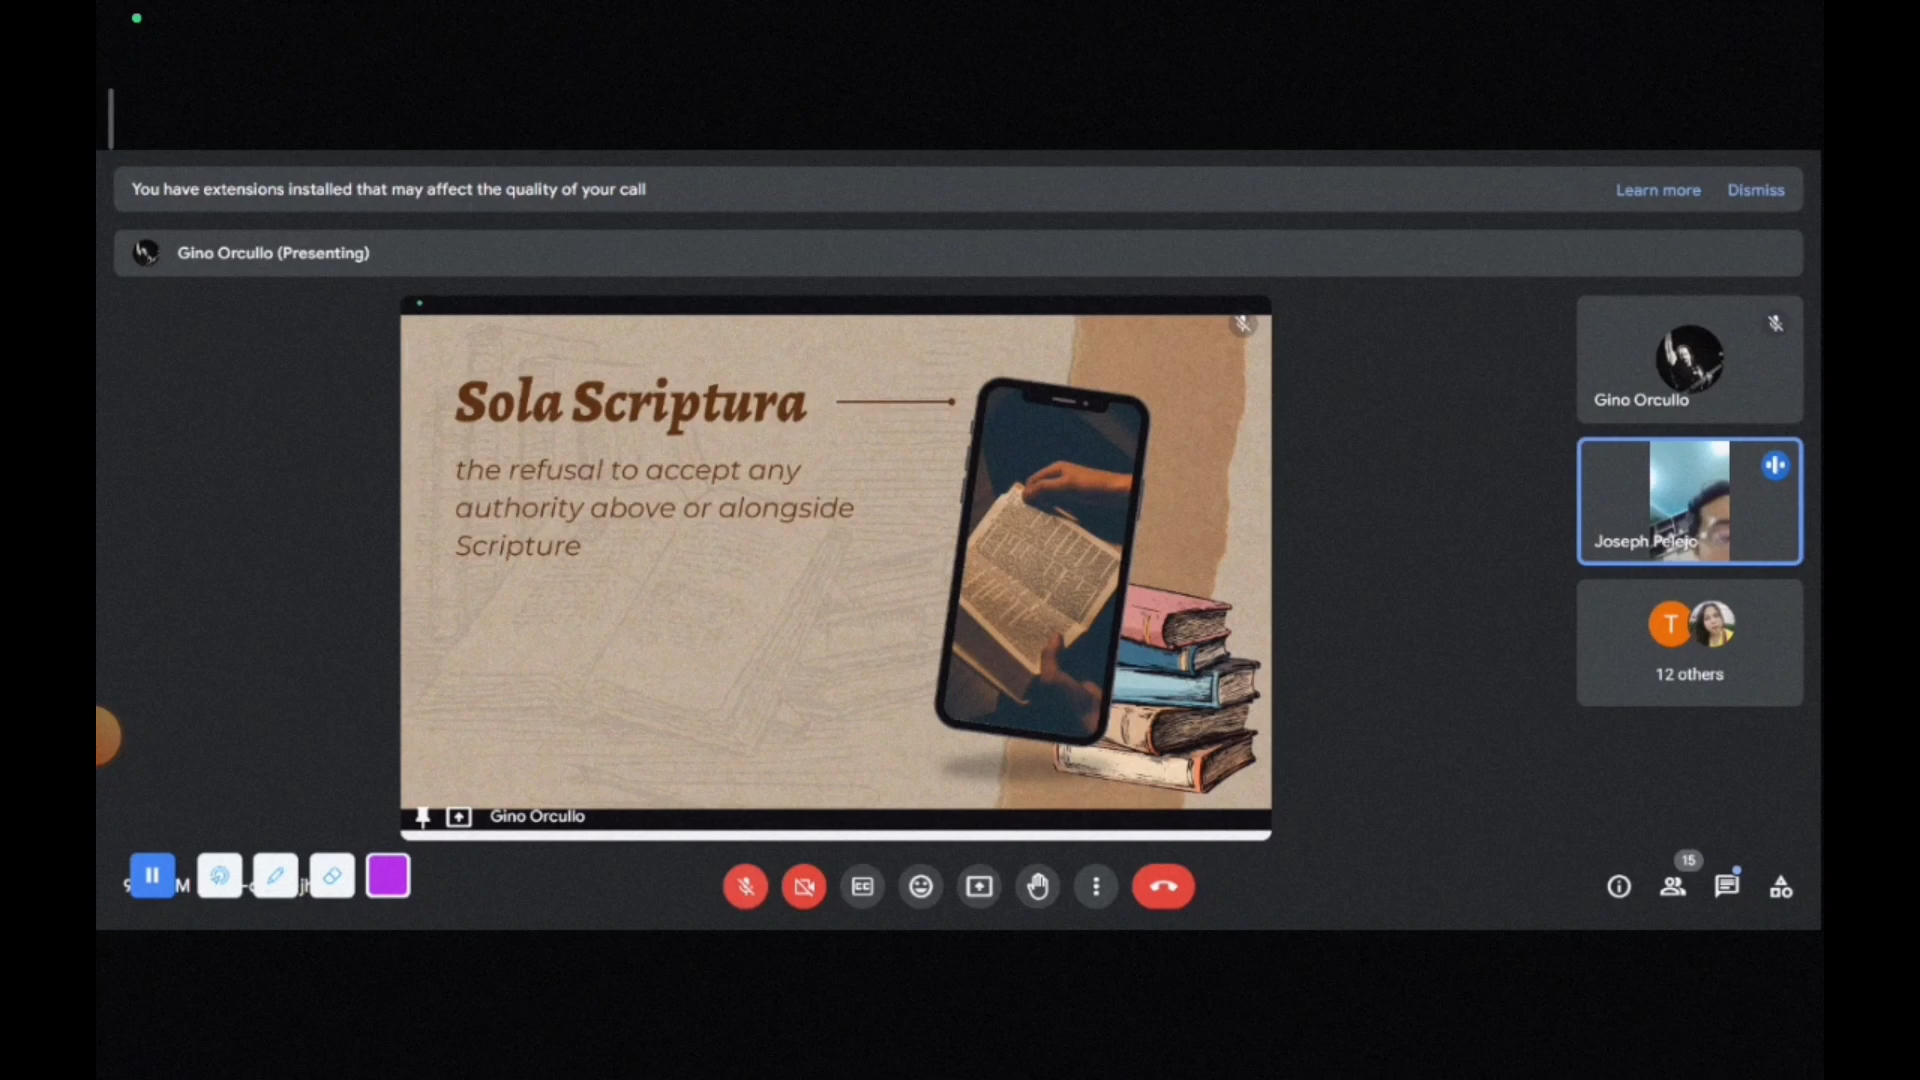 You have extensions installed that may affect the quality of your call
Learn more
Dismiss
Gino Orcullo (Presenting)
Sola Scriptura
the refusal to accept any
authority above or alongside
Scripture
Gino Orcullo
Joseph Pelejo
T
12 others
Gino Orcullo
CC
15